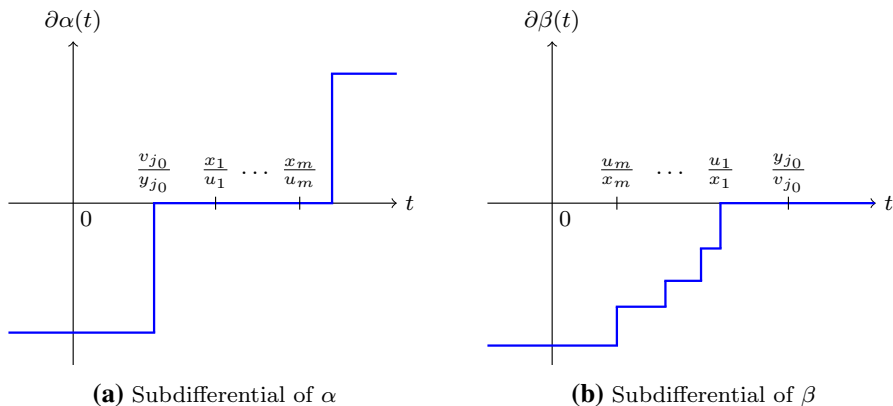 ∂α(t)
∂β(t)
v_{j_0}/y_{j_0} x_1/u_1 ⋯ x_m/u_m
u_m/x_m ⋯ u_1/x_1 y_{j_0}/v_{j_0}
0 t
0 t
(a) Subdifferential of α
(b) Subdifferential of β